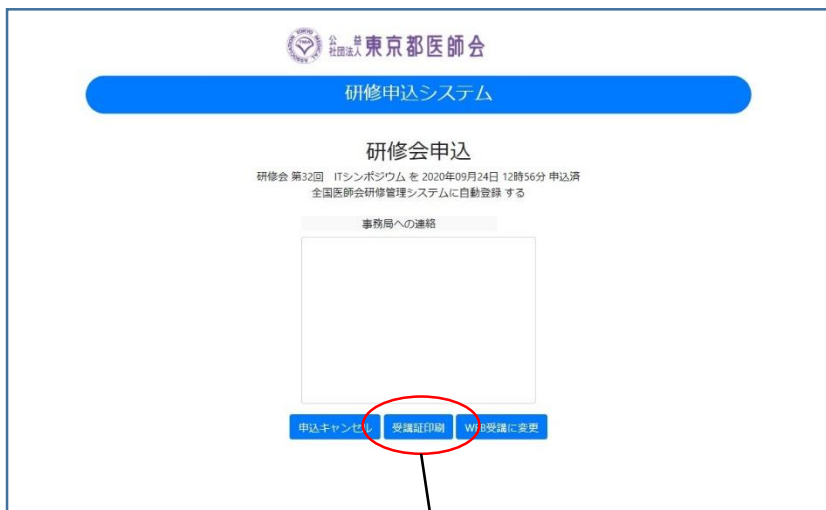 公益社団法人東京都医師会
研修申込システム
研修会申込
研修会 第32回 ITシンポジウム を 2020年09月24日 12時56分 申込済
全国医師会研修管理システムに自動登録 する
事務局への連絡
申込キャンセル 受講証印刷 WEB受講に変更